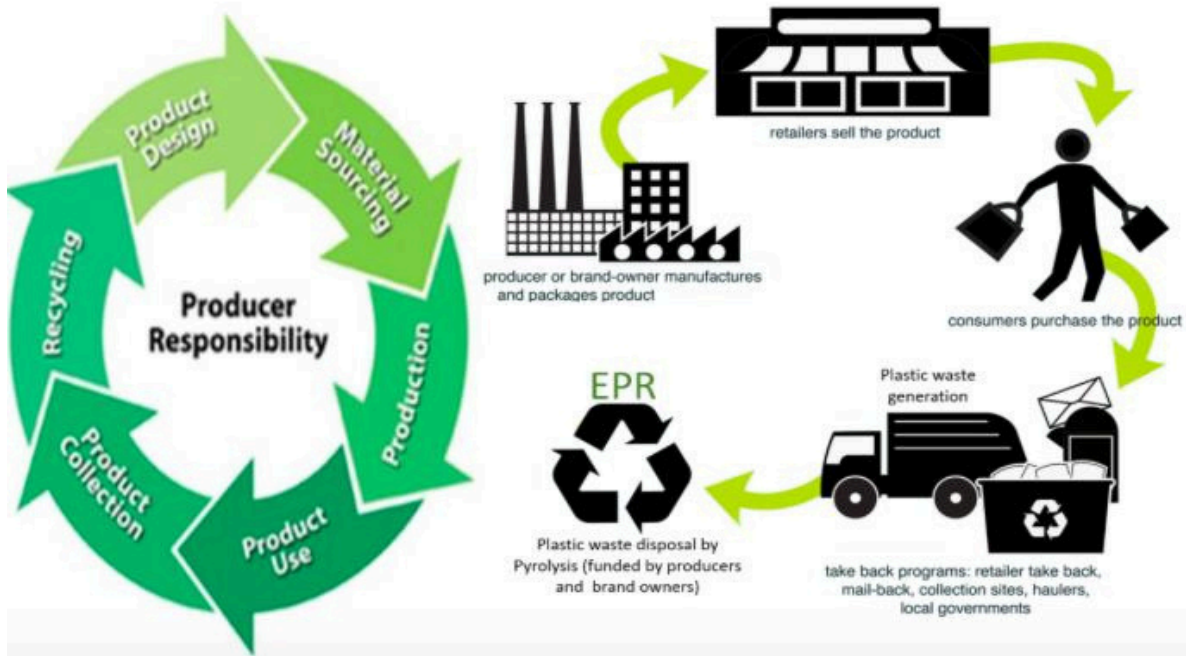 Product
Design
Material
Sourcing
Production
Product
Use
Product
Collection
Recycling
Producer
Responsibility
retailers sell the product
producer or brand-owner manufactures
and packages product
consumers purchase the product
Plastic waste
generation
take back programs: retailer take back,
mail-back, collection sites, haulers,
local governments
EPR
Plastic waste disposal by
Pyrolysis (funded by producers
and brand owners)